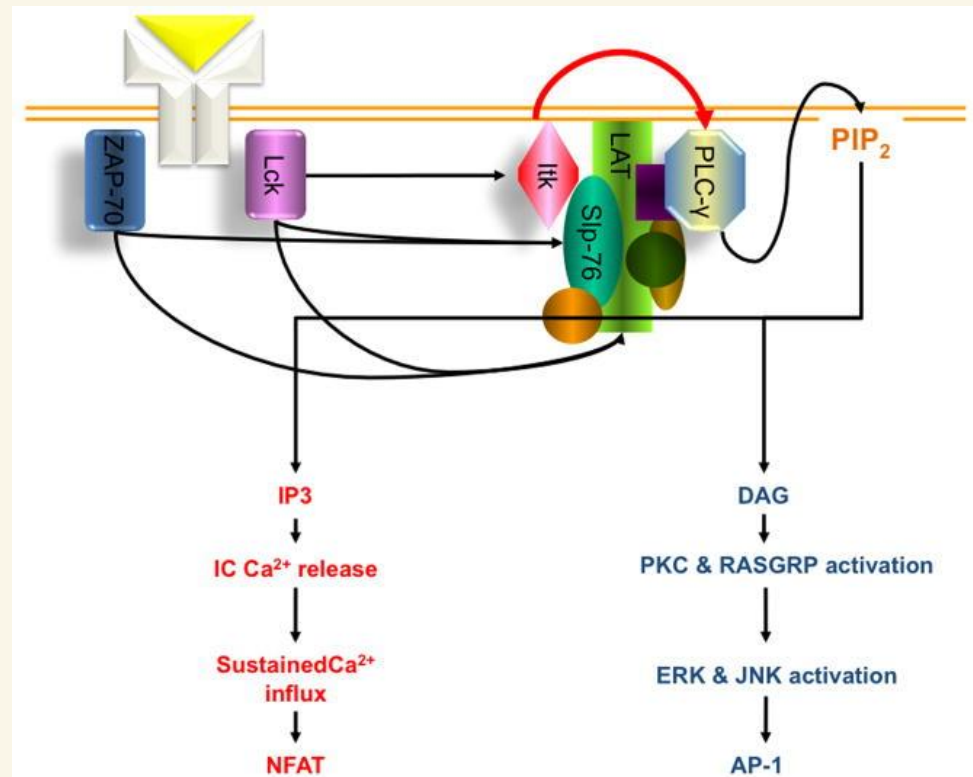 ZAP-70
Lck
Itk
Slp-76
LAT
PLC-γ
PIP₂
IP3
IC Ca²⁺ release
SustainedCa²⁺
influx
NFAT
DAG
PKC & RASGRP activation
ERK & JNK activation
AP-1